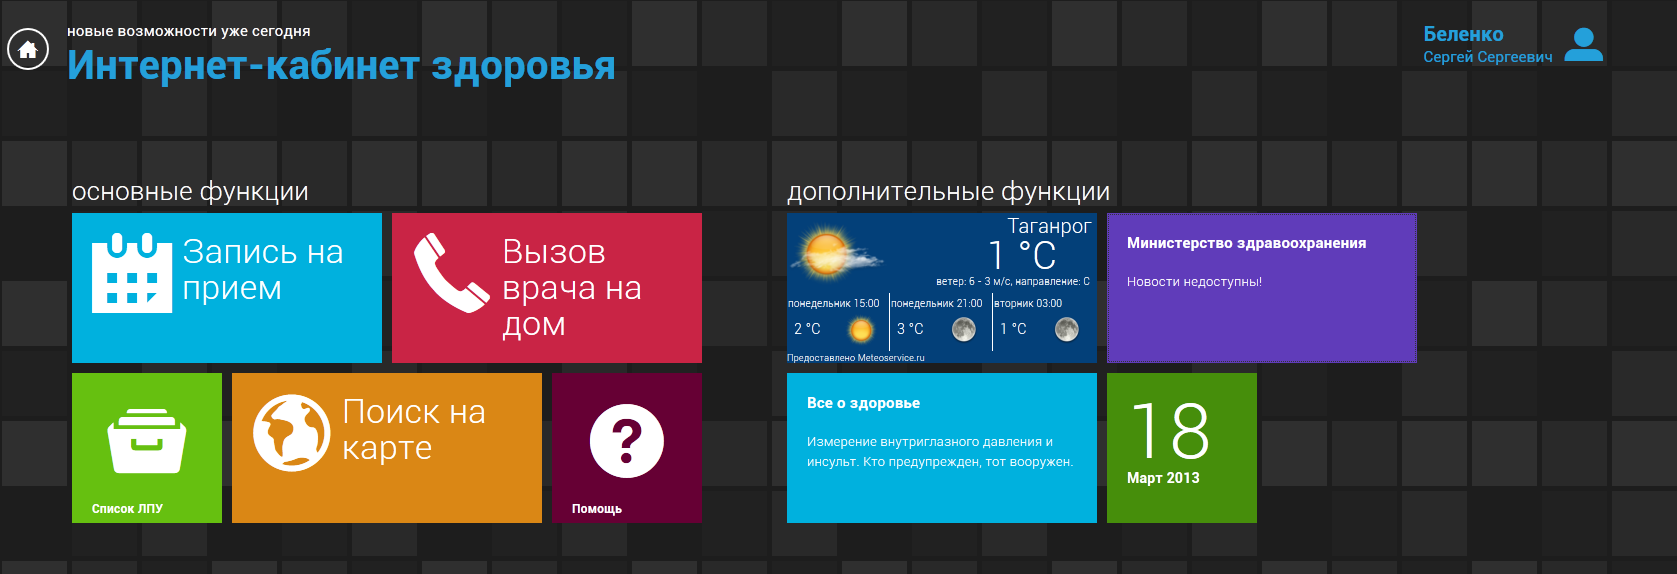 новые возможности уже сегодня
Интернет-кабинет здоровья
Беленко
Сергей Сергеевич
основные функции
Запись на
прием
Вызов
врача на
дом
Список ЛПУ
Поиск на
карте
?
Помощь
дополнительные функции
Таганрог
1 °C
ветер: 6 - 3 м/с, направление: С
понедельник 15:00
понедельник 21:00
вторник 03:00
2 °C
3 °C
1 °C
Предоставлено Meteoservice.ru
Министерство здравоохранения
Новости недоступны!
Все о здоровье
Измерение внутриглазного давления и
инсульт. Кто предупрежден, тот вооружен.
18
Март 2013